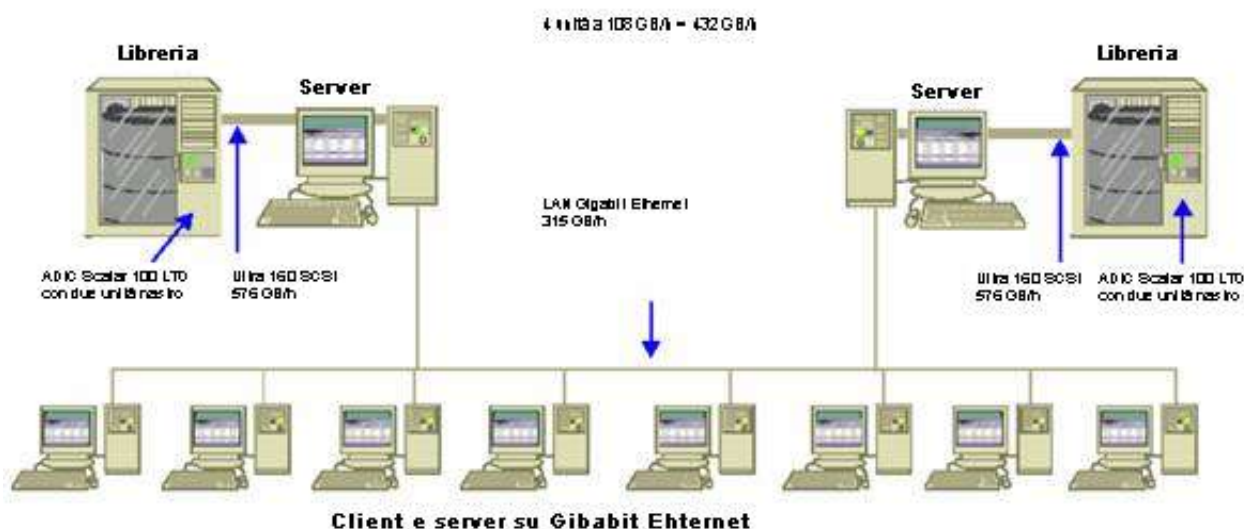 4 unità a 108 GB/h = 432 GB/h
Libreria
Server
Server
Libreria
LAN Gigabit Ethernet
315 GB/h
ADIC Scalar 100 LTO
con due unità nastro
Ultra 160 SCSI
576 GB/h
Ultra 160 SCSI
576 GB/h
ADIC Scalar 100 LTO
con due unità nastro
Client e server su Gibabit Ehternet